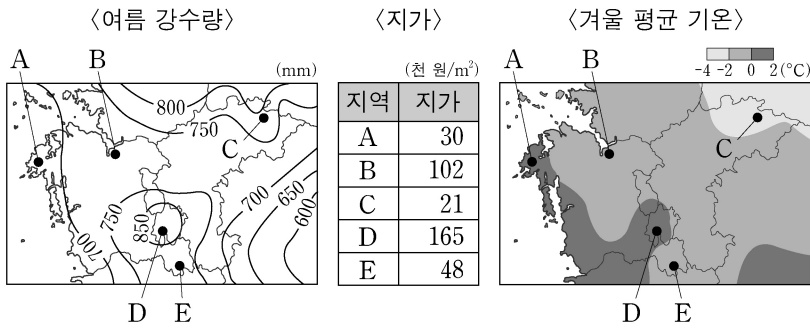 〈여름 강수량〉
(mm)
A
B
800
750
C
700
650
600
750
850
700
D
E
〈지가〉
(천 원/m²)
지역 지가
A 30
B 102
C 21
D 165
E 48
〈겨울 평균 기온〉
A
B
-4 -2 0 2(℃)
C
D
E